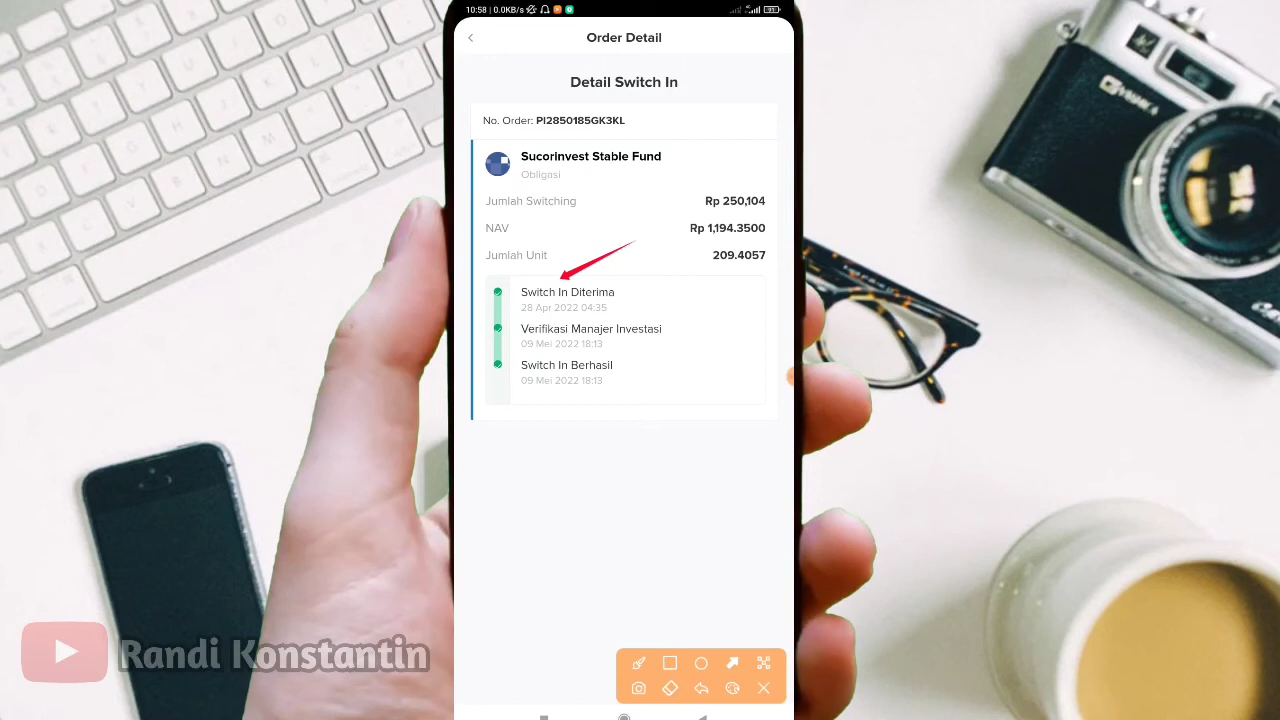 10:58 | 0.0KB/s
Order Detail
Detail Switch In
No. Order: PI2850185GK3KL
Sucorinvest Stable Fund
Obligasi
Jumlah Switching Rp 250,104
NAV Rp 1,194.3500
Jumlah Unit 209.4057
Switch In Diterima
28 Apr 2022 04:35
Verifikasi Manajer Investasi
09 Mei 2022 18:13
Switch In Berhasil
09 Mei 2022 18:13
Randi Konstantin